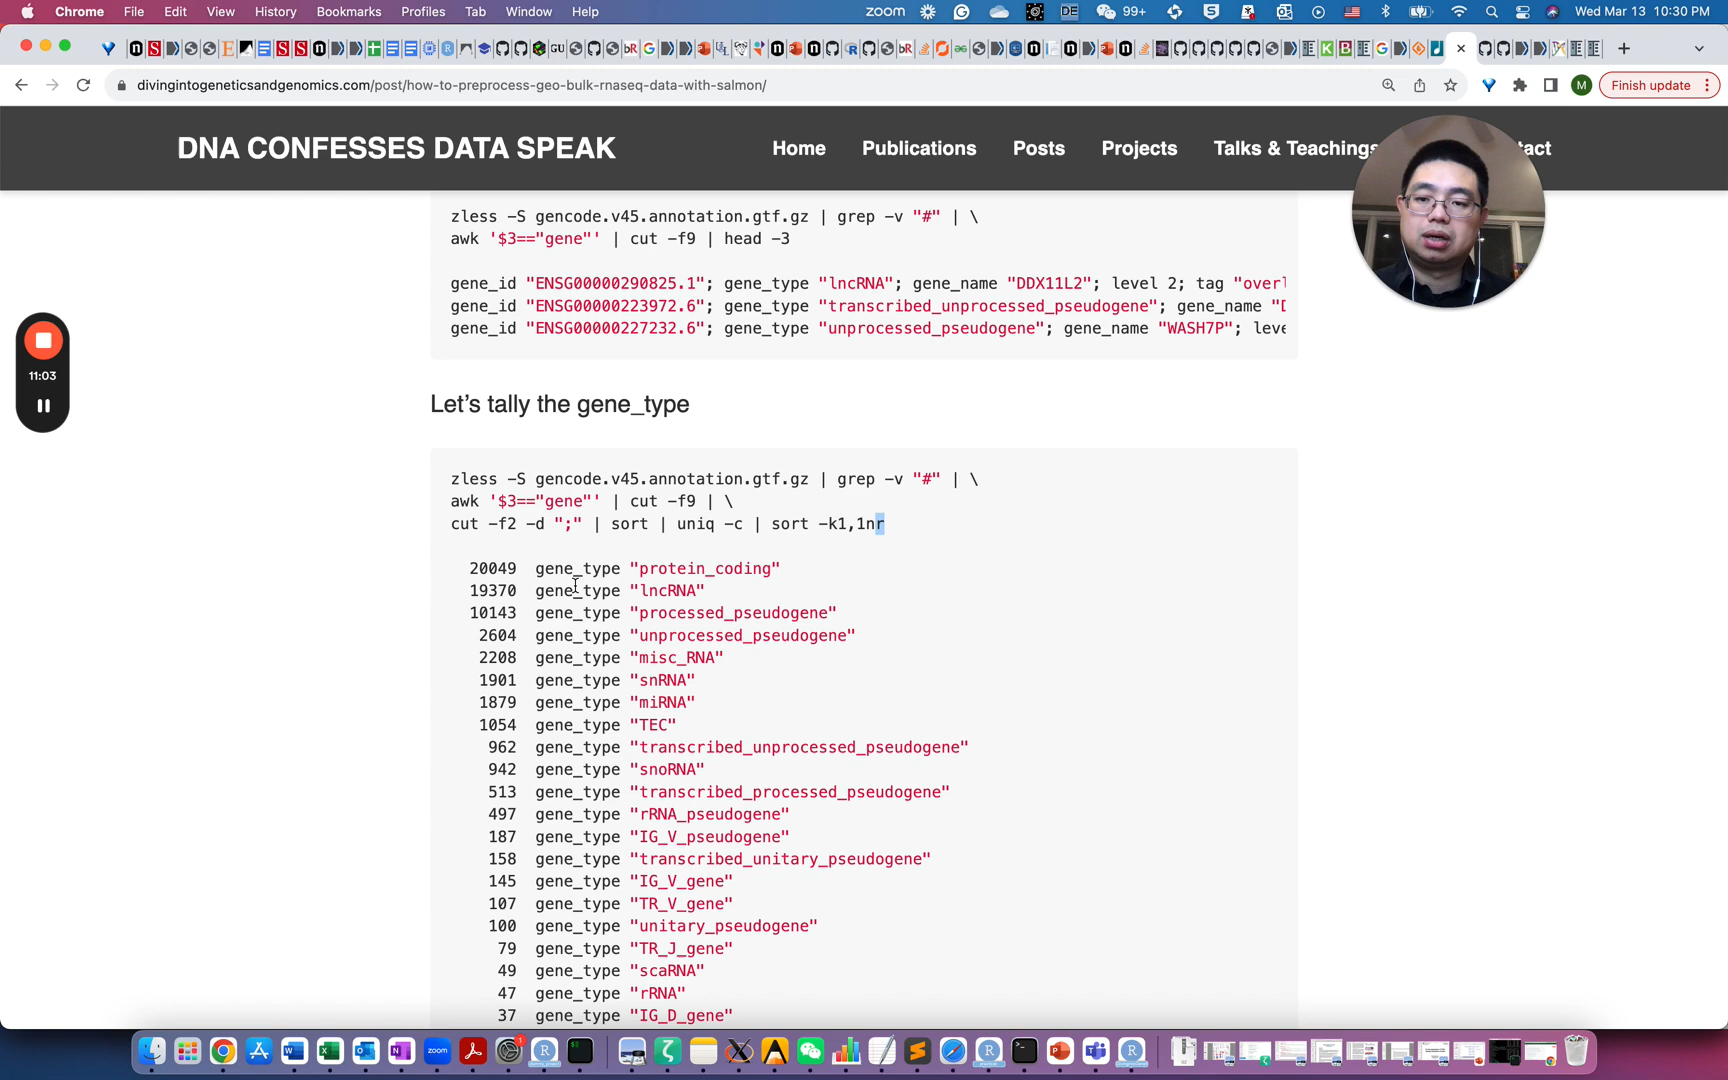 Chrome File Edit View History Bookmarks Profiles Tab Window Help
zoom DE 99+ Wed Mar 13 10:30 PM
divingintogeneticsandgenomics.com/post/how-to-preprocess-geo-bulk-rnaseq-data-with-salmon/
M Finish update
DNA CONFESSES DATA SPEAK
Home Publications Posts Projects Talks & Teachings tact
zless -S gencode.v45.annotation.gtf.gz | grep -v "#" | \
awk '$3=="gene"' | cut -f9 | head -3
gene_id "ENSG00000290825.1"; gene_type "lncRNA"; gene_name "DDX11L2"; level 2; tag "overl
gene_id "ENSG00000223972.6"; gene_type "transcribed_unprocessed_pseudogene"; gene_name "D
gene_id "ENSG00000227232.6"; gene_type "unprocessed_pseudogene"; gene_name "WASH7P"; leve
11:03
Let's tally the gene_type
zless -S gencode.v45.annotation.gtf.gz | grep -v "#" | \
awk '$3=="gene"' | cut -f9 | \
cut -f2 -d ";" | sort | uniq -c | sort -k1,1nr
20049 gene_type "protein_coding"
19370 gene_type "lncRNA"
10143 gene_type "processed_pseudogene"
2604 gene_type "unprocessed_pseudogene"
2208 gene_type "misc_RNA"
1901 gene_type "snRNA"
1879 gene_type "miRNA"
1054 gene_type "TEC"
962 gene_type "transcribed_unprocessed_pseudogene"
942 gene_type "snoRNA"
513 gene_type "transcribed_processed_pseudogene"
497 gene_type "rRNA_pseudogene"
187 gene_type "IG_V_pseudogene"
158 gene_type "transcribed_unitary_pseudogene"
145 gene_type "IG_V_gene"
107 gene_type "TR_V_gene"
100 gene_type "unitary_pseudogene"
79 gene_type "TR_J_gene"
49 gene_type "scaRNA"
47 gene_type "rRNA"
37 gene_type "IG_D_gene"